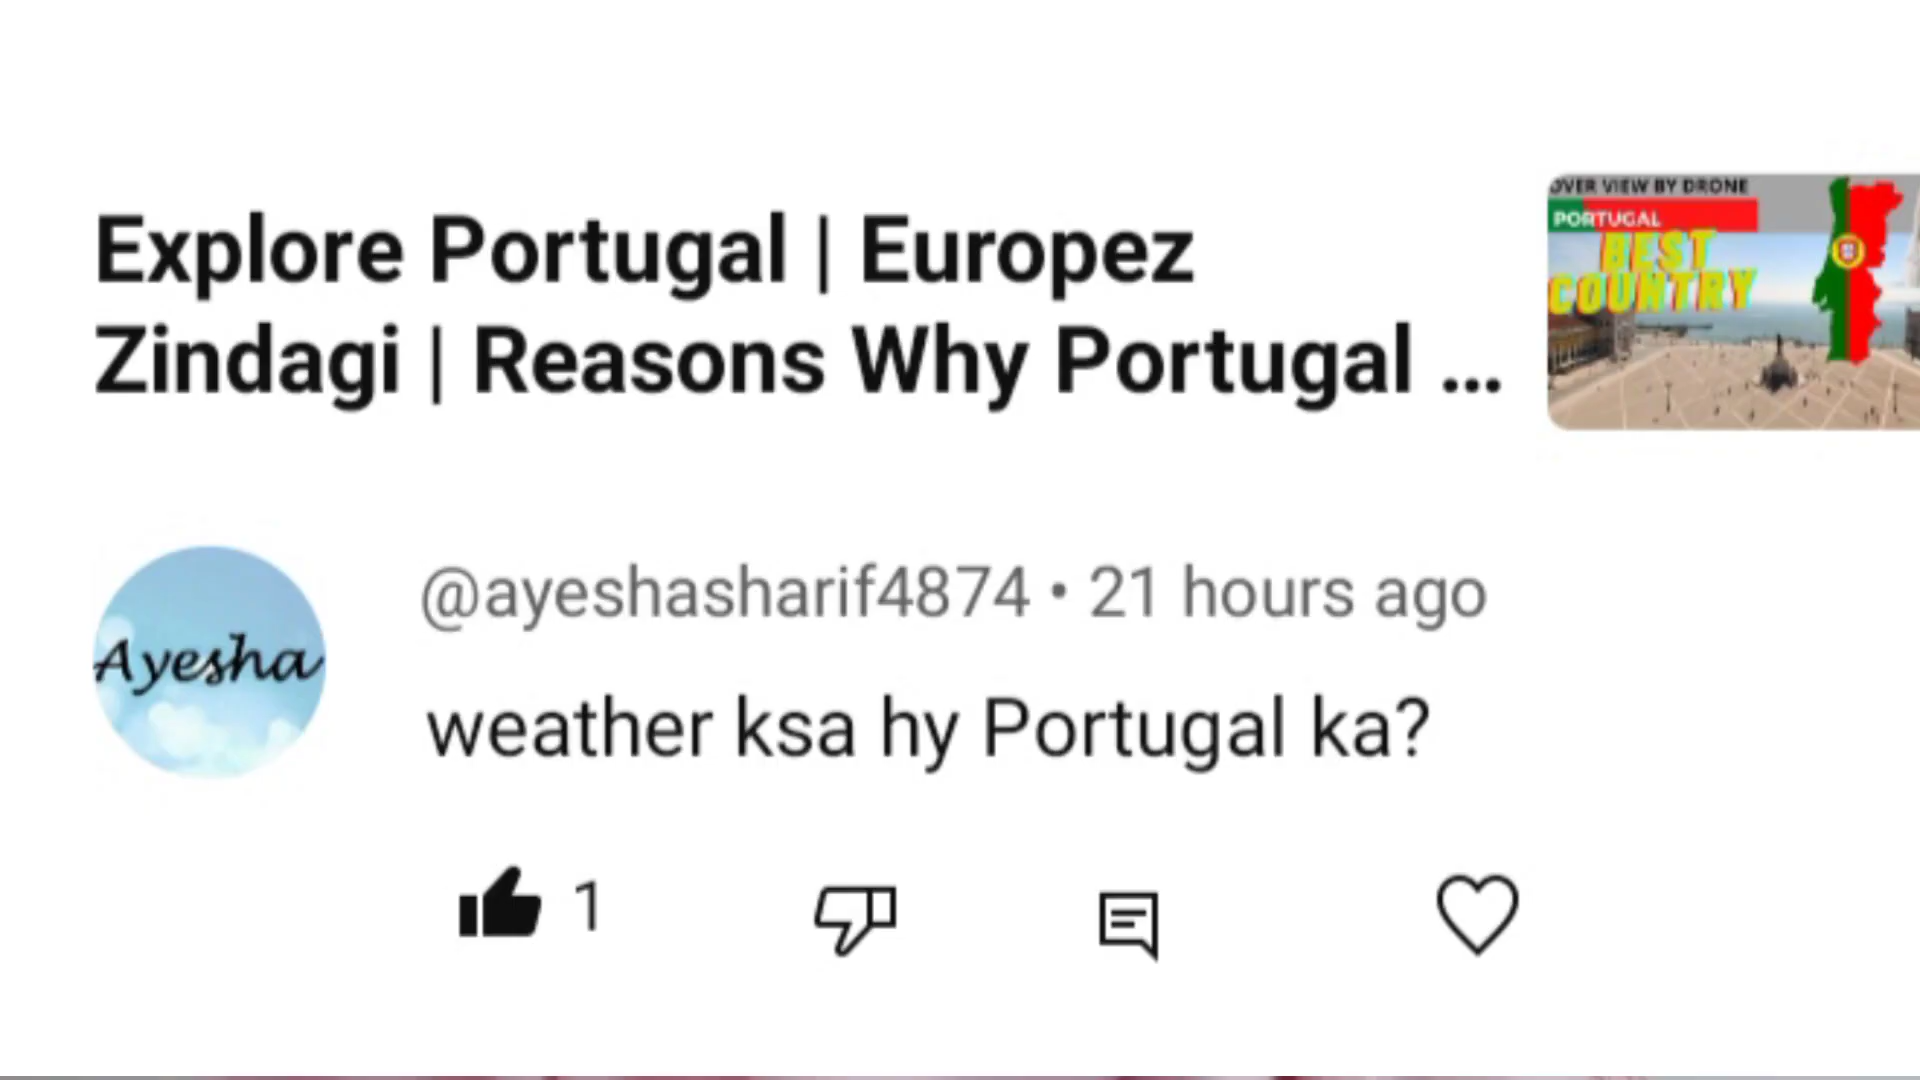 Explore Portugal | Europez
Zindagi | Reasons Why Portugal ...
OVER VIEW BY DRONE
PORTUGAL
BEST
COUNTRY
Ayesha
@ayeshasharif4874 • 21 hours ago
weather ksa hy Portugal ka?
1